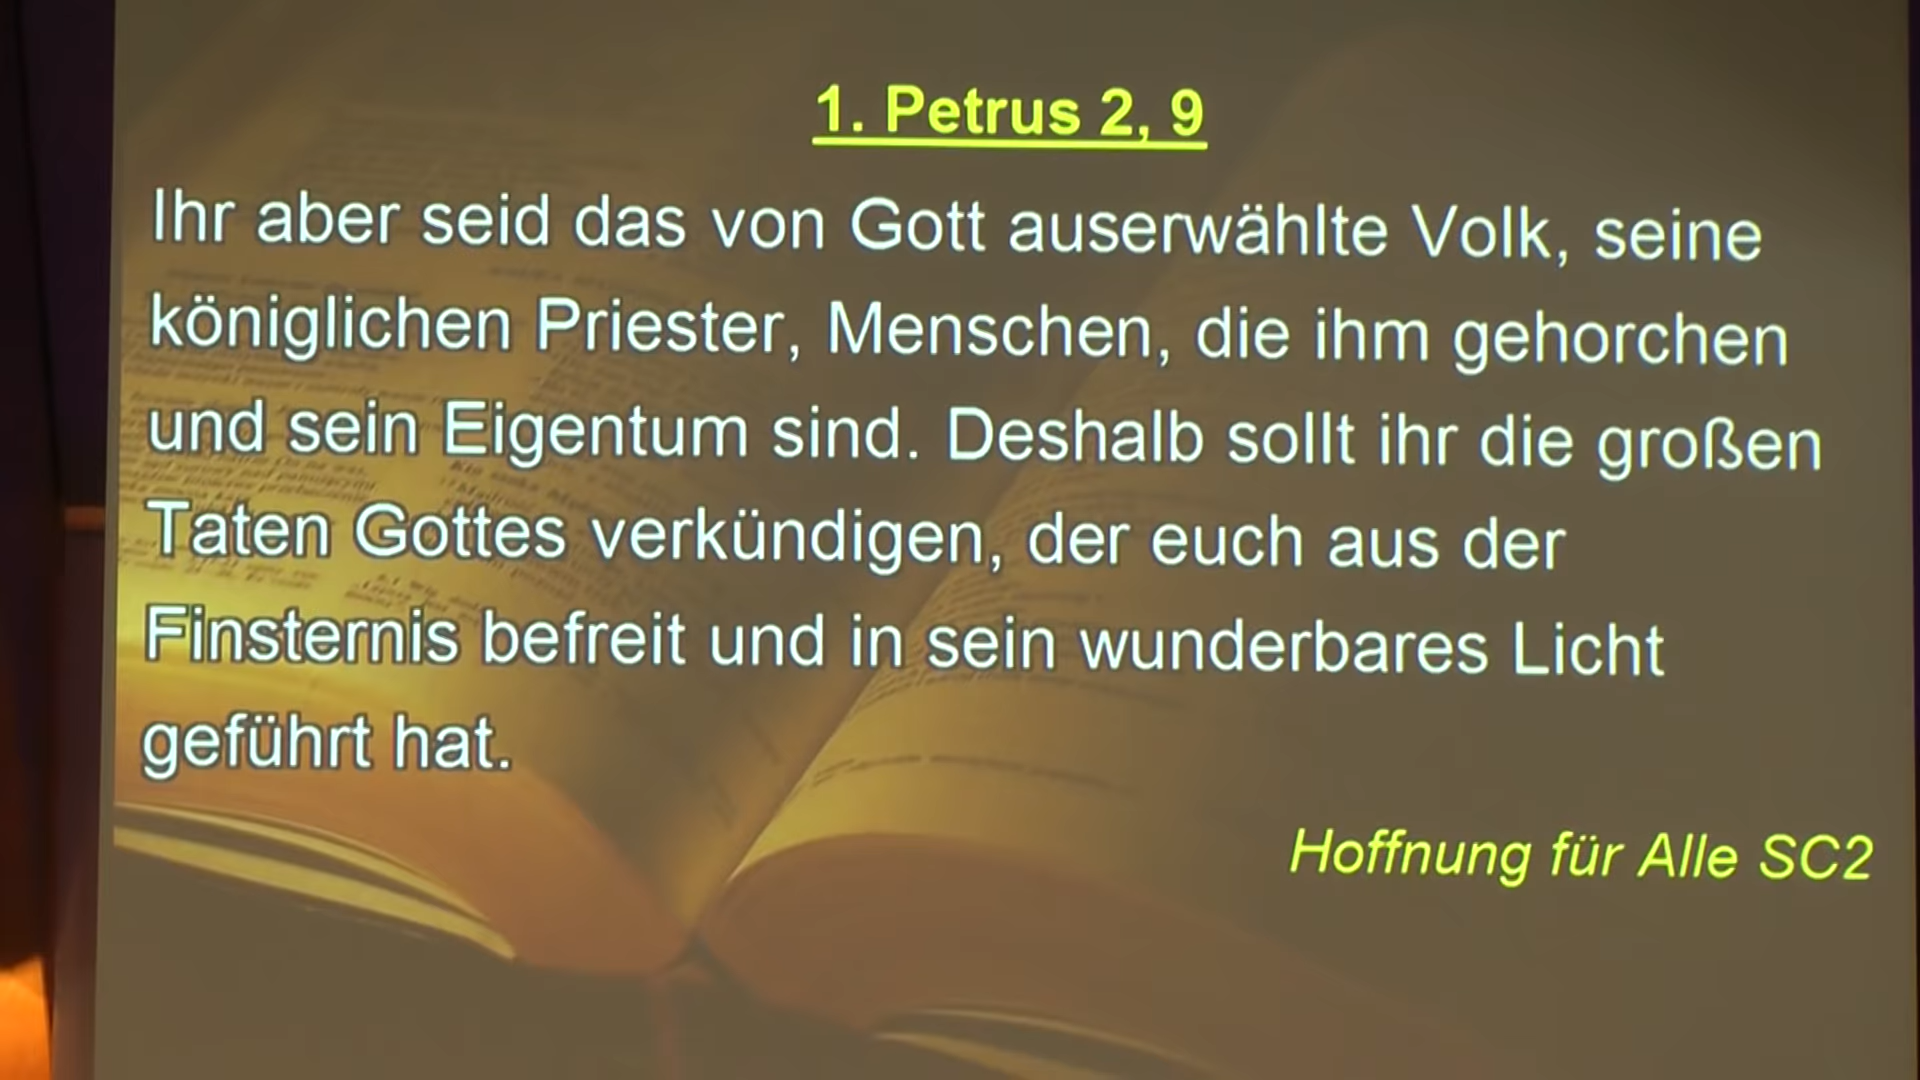 1. Petrus 2, 9
Ihr aber seid das von Gott auserwählte Volk, seine
königlichen Priester, Menschen, die ihm gehorchen
und sein Eigentum sind. Deshalb sollt ihr die großen
Taten Gottes verkündigen, der euch aus der
Finsternis befreit und in sein wunderbares Licht
geführt hat.
Hoffnung für Alle SC2